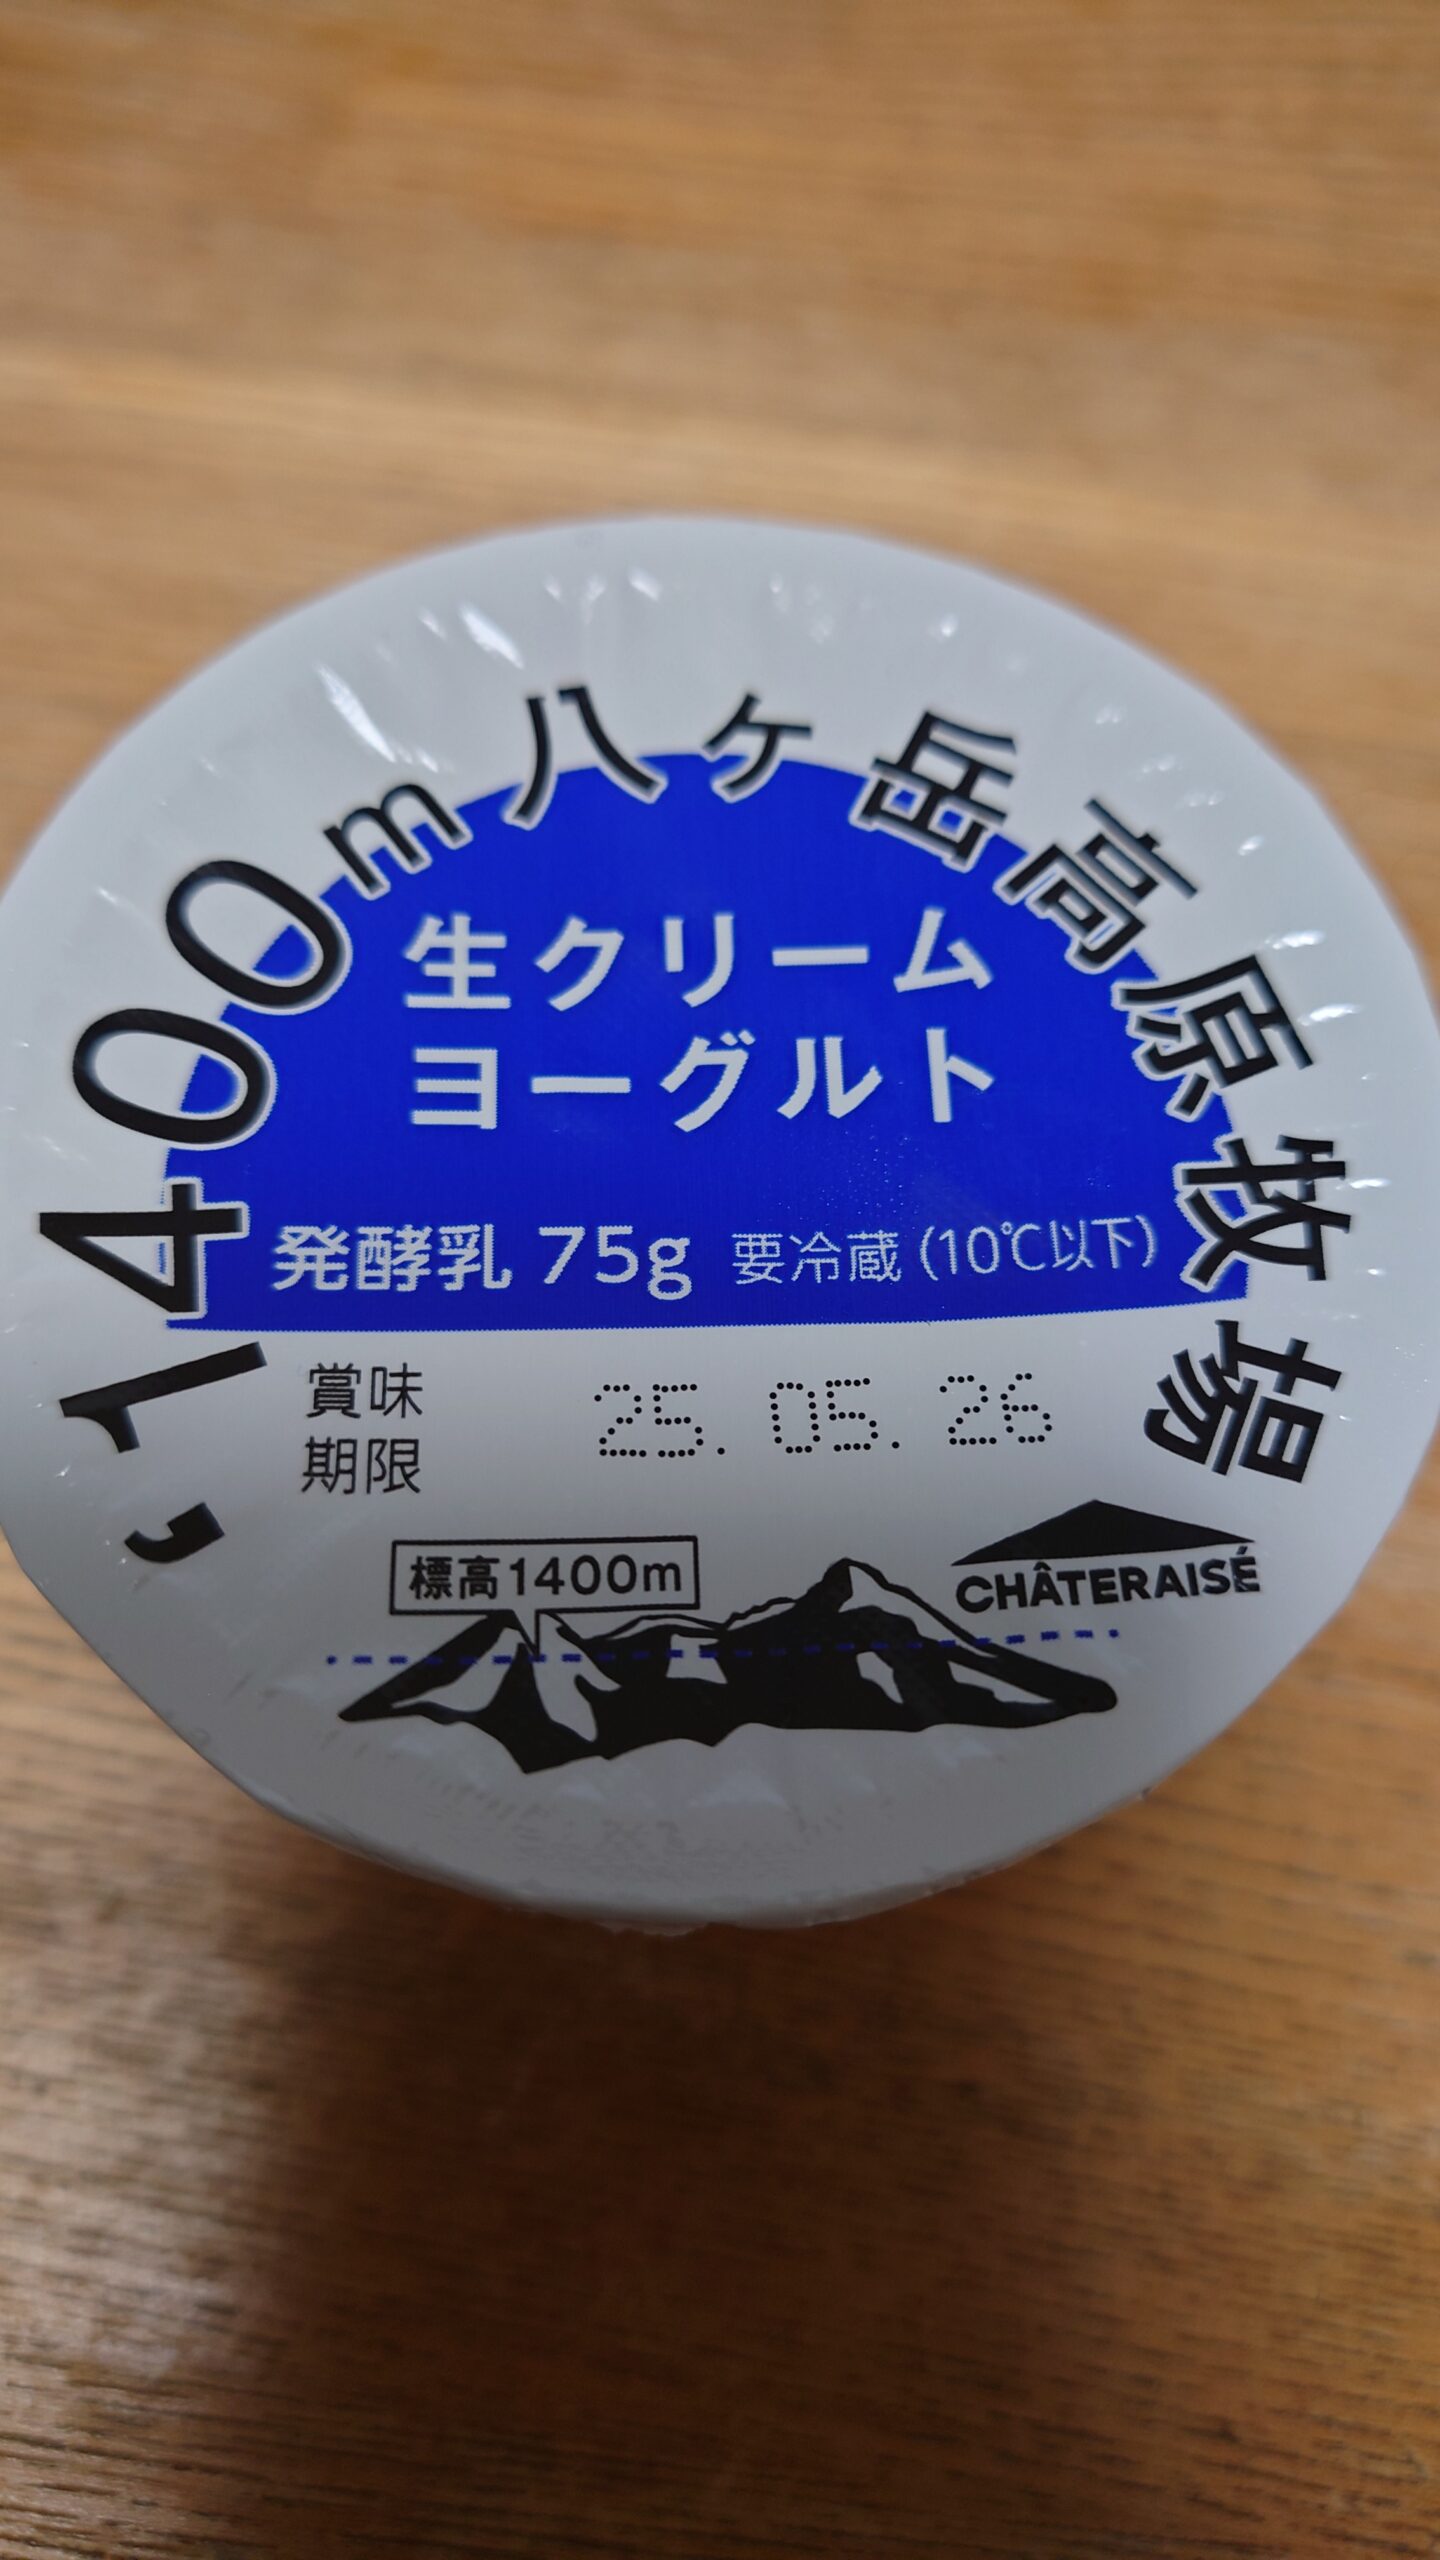 '1400m八ヶ岳高原牧場
生クリーム
ヨーグルト
発酵乳 75g 要冷蔵(10℃以下)
賞味
期限
25. 05. 26
標高1400m
CHÂTERAISÉ